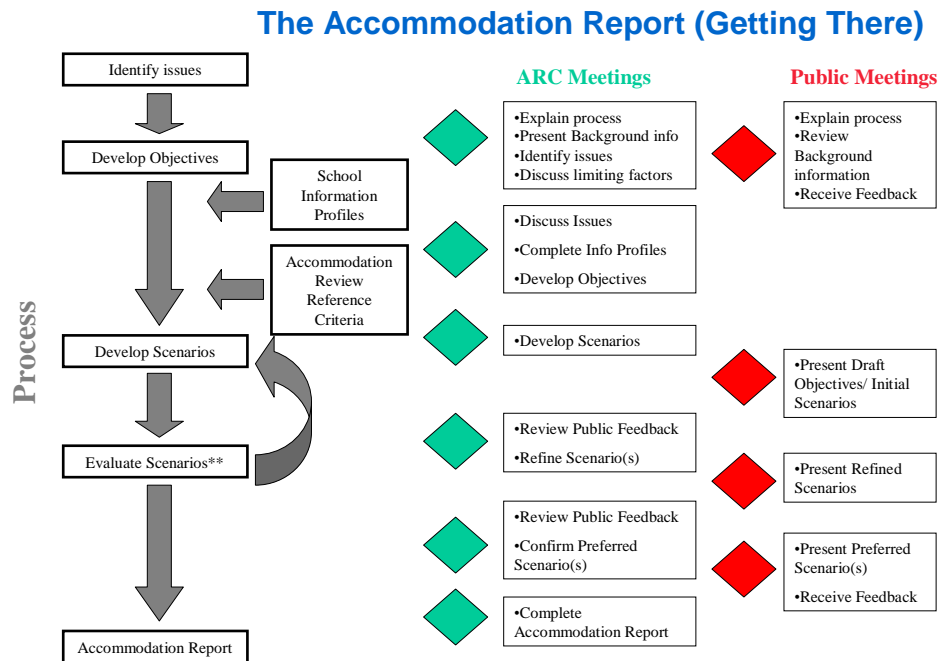 The Accommodation Report (Getting There)
Process
Identify issues
Develop Objectives
School
Information
Profiles
Accommodation
Review
Reference
Criteria
Develop Scenarios
Evaluate Scenarios**
Accommodation Report
ARC Meetings
•Explain process
•Present Background info
•Identify issues
•Discuss limiting factors
•Discuss Issues
•Complete Info Profiles
•Develop Objectives
•Develop Scenarios
•Review Public Feedback
•Refine Scenario(s)
•Review Public Feedback
•Confirm Preferred
Scenario(s)
•Complete
Accommodation Report
Public Meetings
•Explain process
•Review
Background
information
•Receive Feedback
•Present Draft
Objectives/ Initial
Scenarios
•Present Refined
Scenarios
•Present Preferred
Scenario(s)
•Receive Feedback